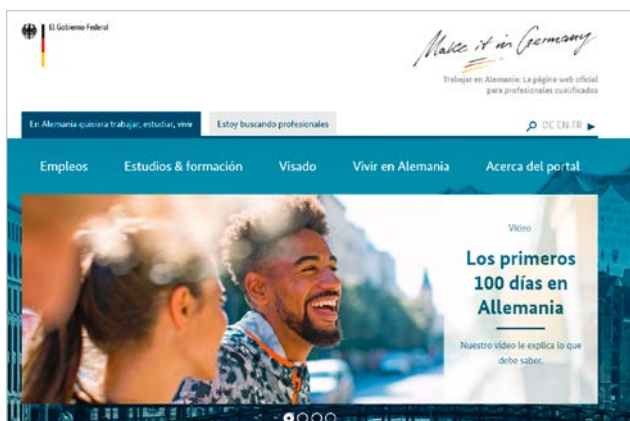 El Gobierno Federal
Make it in Germany
Trabajar en Alemania: La página web oficial
para profesionales cualificados
En Alemania quisiera trabajar, estudiar, vivir
Estoy buscando profesionales
DE EN FR
Empleos
Estudios & formación
Visado
Vivir en Alemania
Acerca del portal
Video
Los primeros
100 días en
Allemania
Nuestro video le explica lo que
debe saber.